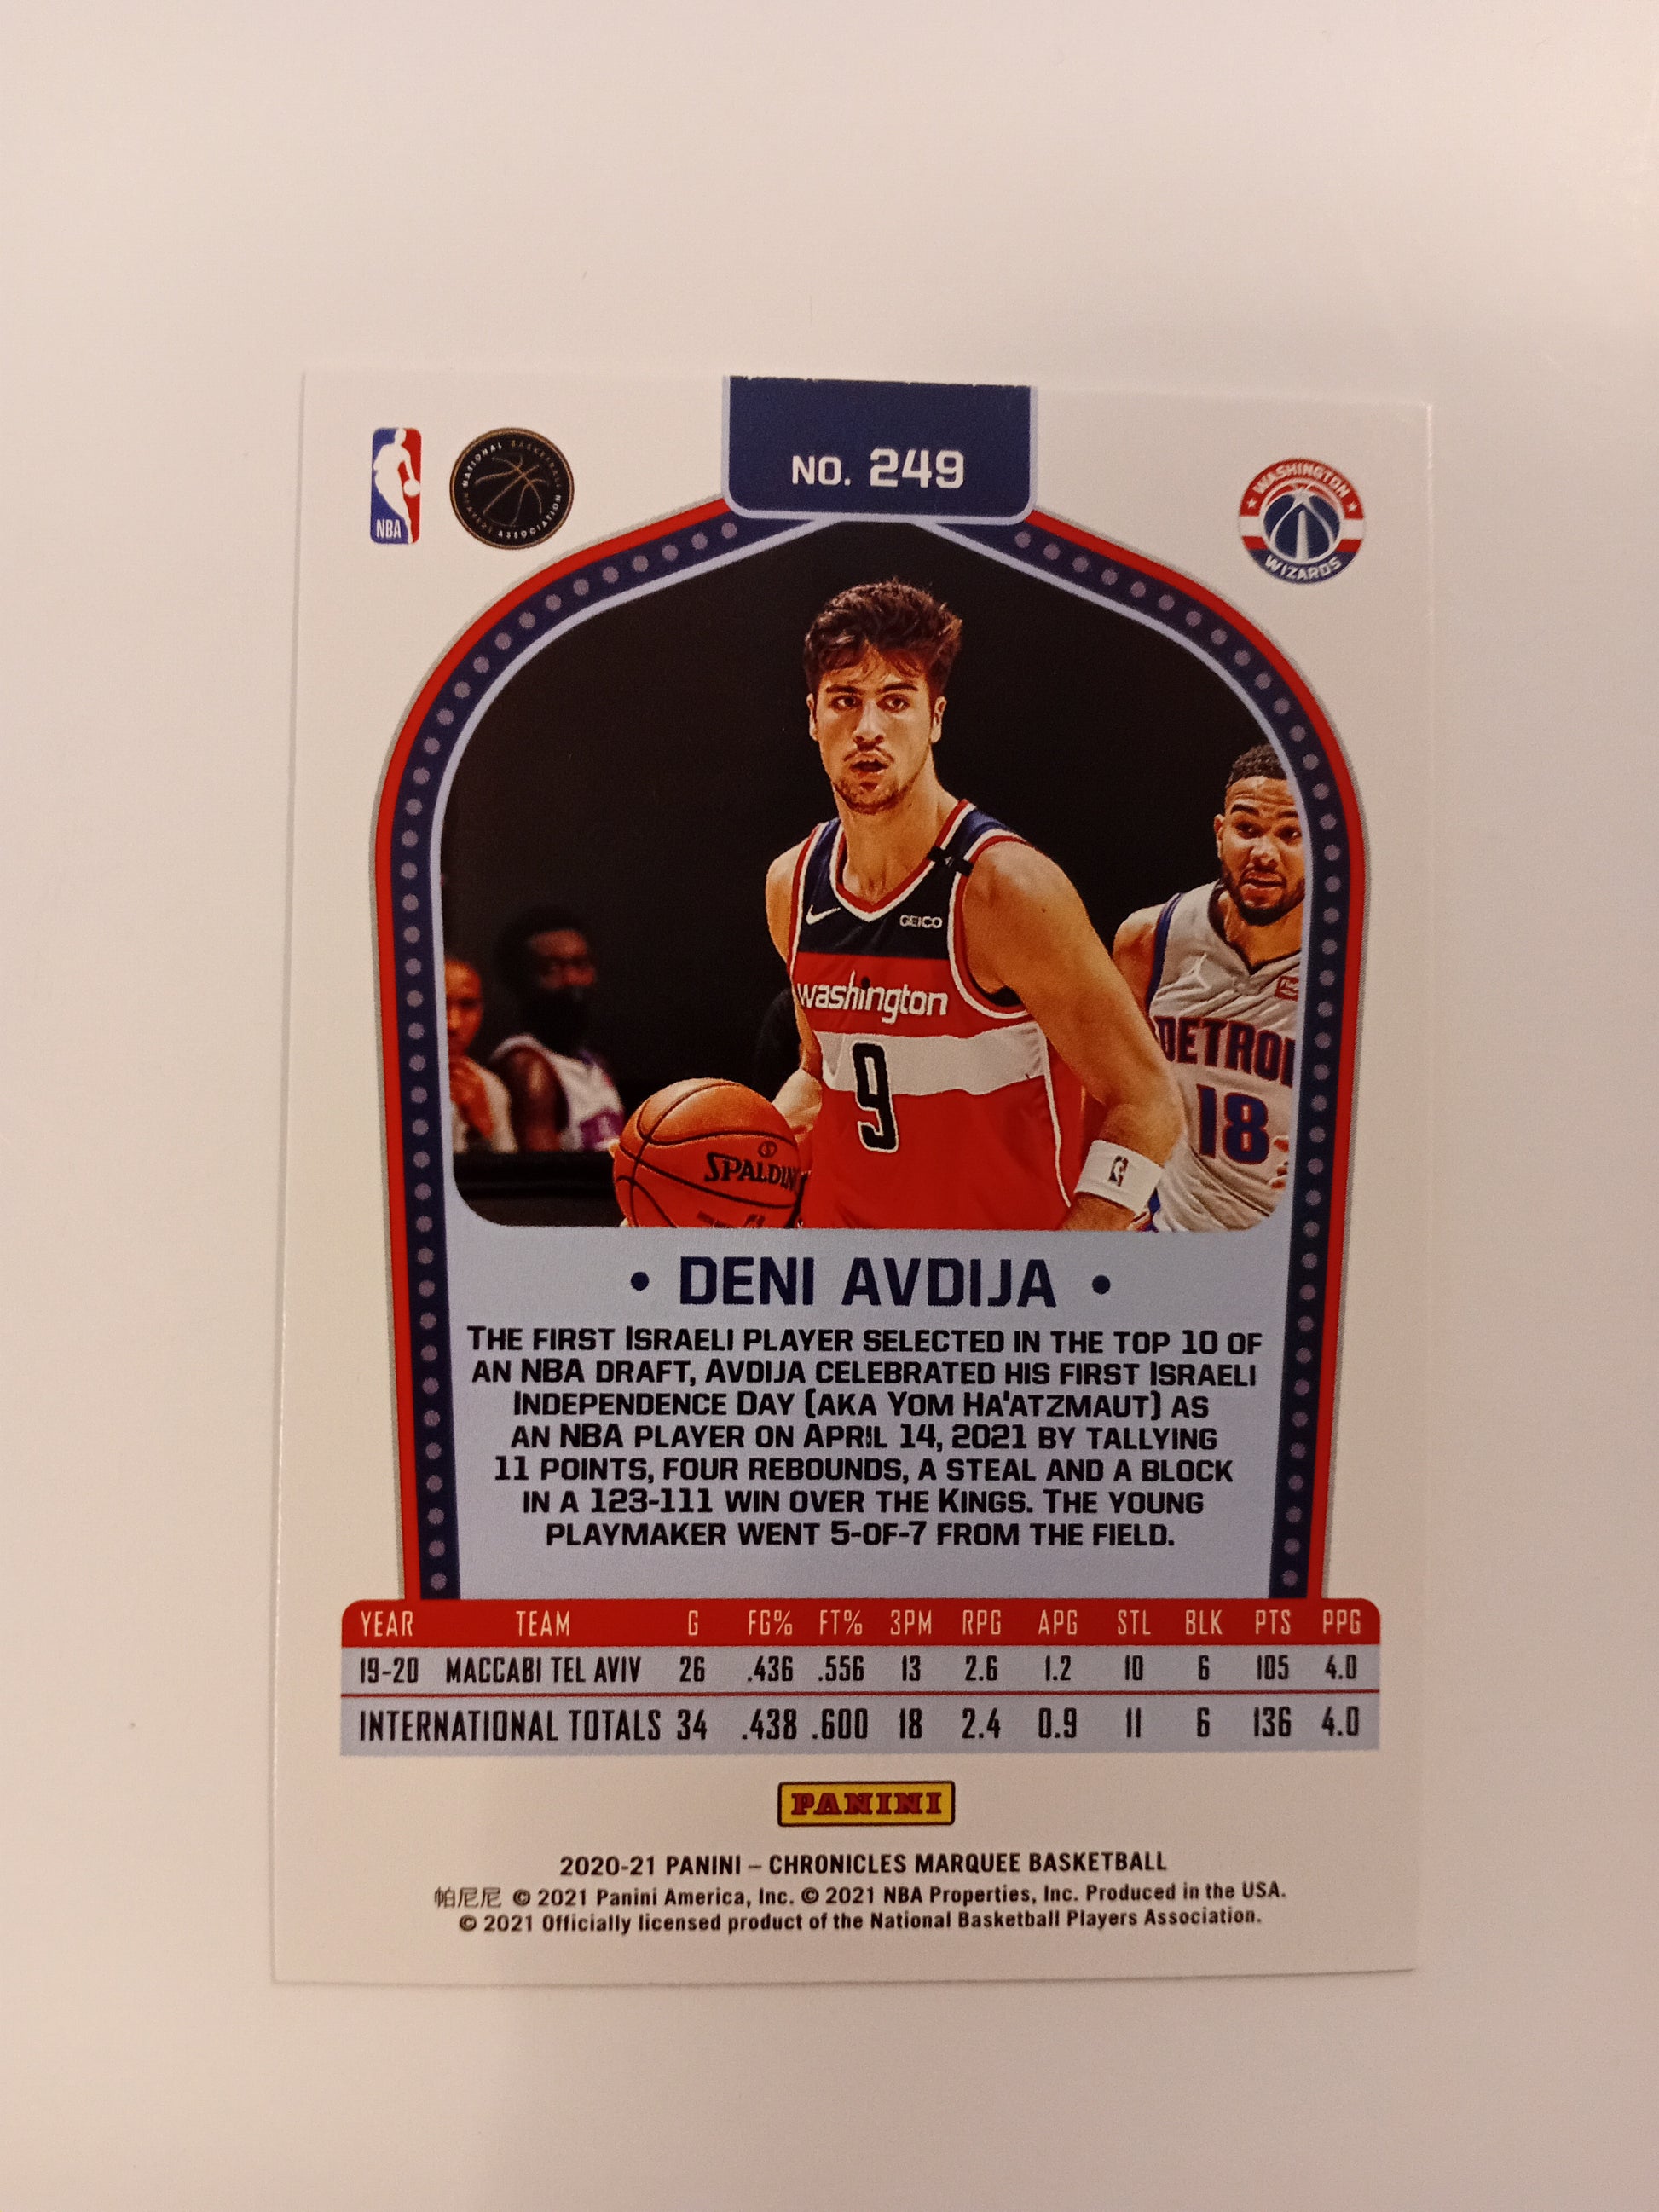 NO. 249
NBA
NATIONAL BASKETBALL
PLAYERS ASSOCIATION
WASHINGTON
WIZARDS
GEICO
washington
9
SPALDIN
DETROI
18
• DENI AVDIJA •
THE FIRST ISRAELI PLAYER SELECTED IN THE TOP 10 OF
AN NBA DRAFT, AVDIJA CELEBRATED HIS FIRST ISRAELI
INDEPENDENCE DAY (AKA YOM HA'ATZMAUT) AS
AN NBA PLAYER ON APRIL 14, 2021 BY TALLYING
11 POINTS, FOUR REBOUNDS, A STEAL AND A BLOCK
IN A 123-111 WIN OVER THE KINGS. THE YOUNG
PLAYMAKER WENT 5-OF-7 FROM THE FIELD.
YEAR TEAM G FG% FT% 3PM RPG APG STL BLK PTS PPG
19-20 MACCABI TEL AVIV 26 .436 .556 13 2.6 1.2 10 6 105 4.0
INTERNATIONAL TOTALS 34 .438 .600 18 2.4 0.9 11 6 136 4.0
PANINI
2020-21 PANINI – CHRONICLES MARQUEE BASKETBALL
帕尼尼 © 2021 Panini America, Inc. © 2021 NBA Properties, Inc. Produced in the USA.
© 2021 Officially licensed product of the National Basketball Players Association.